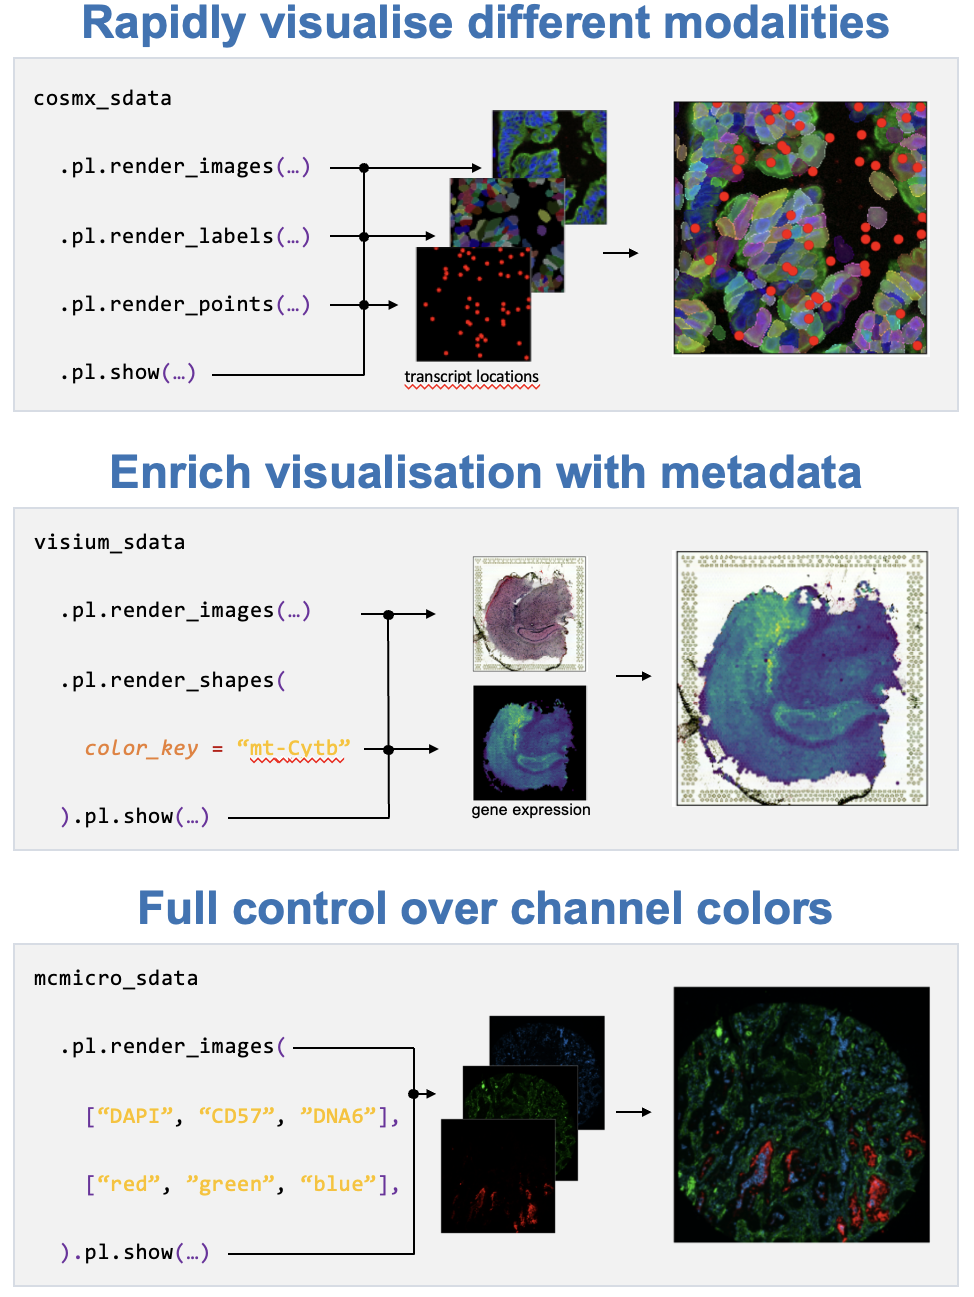 Rapidly visualise different modalities
cosmx_sdata
.pl.render_images(…)
.pl.render_labels(…)
.pl.render_points(…)
.pl.show(…)
transcript locations
Enrich visualisation with metadata
visium_sdata
.pl.render_images(…)
.pl.render_shapes(
color_key = “mt-Cytb”
).pl.show(…)
gene expression
Full control over channel colors
mcmicro_sdata
.pl.render_images(
[“DAPI”, “CD57”, ”DNA6”],
[“red”, ”green”, “blue”],
).pl.show(…)